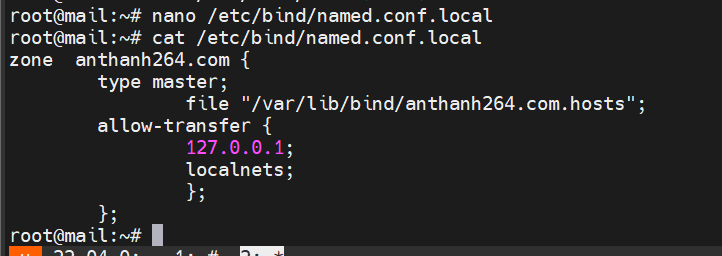 root@mail:~# nano /etc/bind/named.conf.local
root@mail:~# cat /etc/bind/named.conf.local
zone  anthanh264.com {
        type master;
                file "/var/lib/bind/anthanh264.com.hosts";
        allow-transfer {
                127.0.0.1;
                localnets;
                };
        };
root@mail:~#